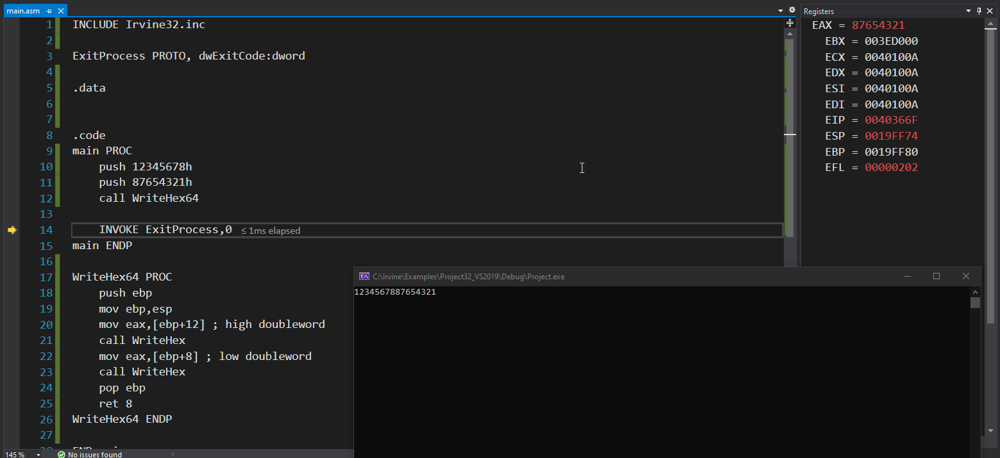 main.asm
1 INCLUDE Irvine32.inc
2
3 ExitProcess PROTO, dwExitCode:dword
4
5 .data
6
7
8 .code
9 main PROC
10 push 12345678h
11 push 87654321h
12 call WriteHex64
13
14 INVOKE ExitProcess,0 ≤ 1ms elapsed
15 main ENDP
16
17 WriteHex64 PROC
18 push ebp
19 mov ebp,esp
20 mov eax,[ebp+12] ; high doubleword
21 call WriteHex
22 mov eax,[ebp+8] ; low doubleword
23 call WriteHex
24 pop ebp
25 ret 8
26 WriteHex64 ENDP
27
145 %
No issues found
Registers
EAX = 87654321
EBX = 003ED000
ECX = 0040100A
EDX = 0040100A
ESI = 0040100A
EDI = 0040100A
EIP = 0040366F
ESP = 0019FF74
EBP = 0019FF80
EFL = 00000202
C:\Irvine\Examples\Project32_VS2019\Debug\Project.exe
1234567887654321